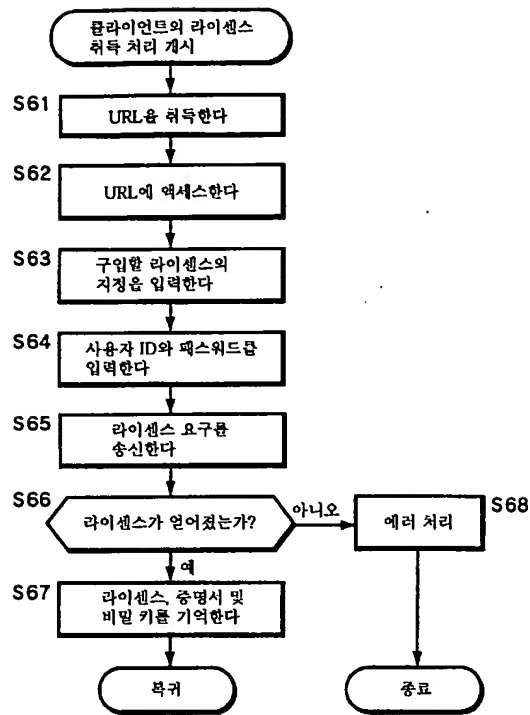 클라이언트의 라이센스
취득 처리 개시
S61
URL을 취득한다
S62
URL에 액세스한다
S63
구입할 라이센스의
지정을 입력한다
S64
사용자 ID와 패스워드를
입력한다
S65
라이센스 요구를
송신한다
S66
라이센스가 얻어졌는가?
아니오
에러 처리
S68
예
S67
라이센스, 증명서 및
비밀 키를 기억한다
복귀
종료